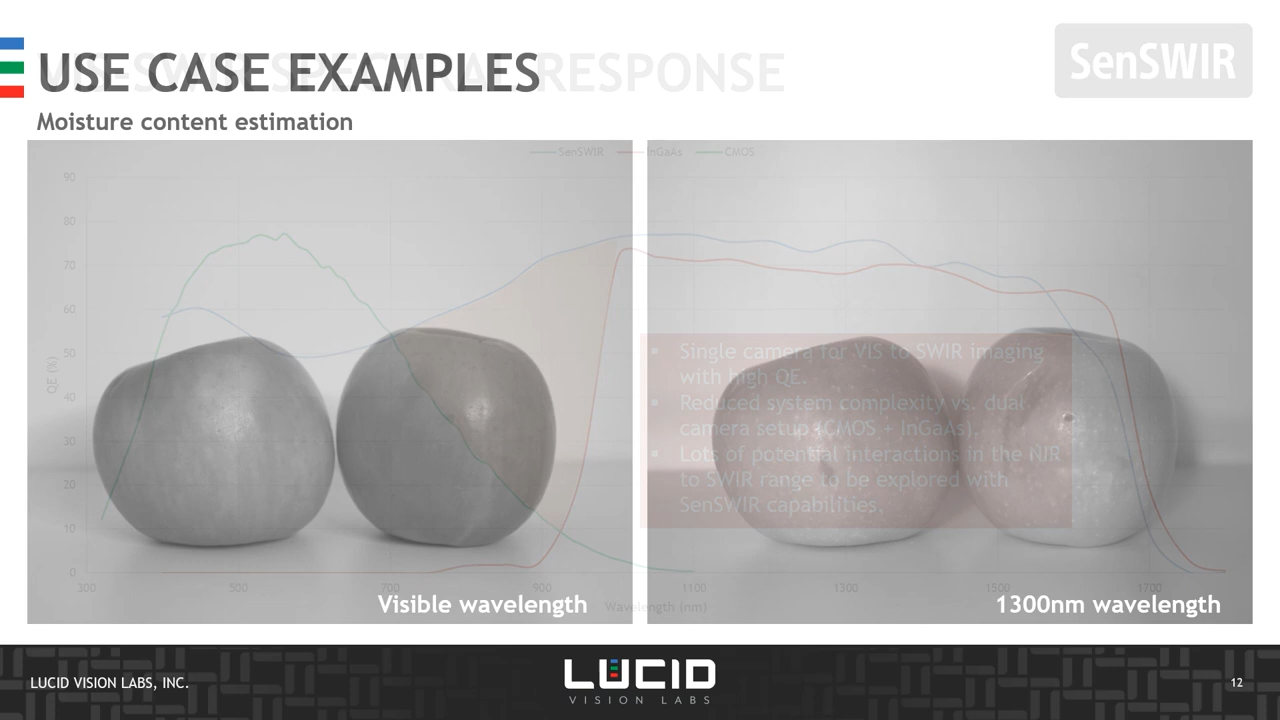 USE CASE EXAMPLES
RESPONSE
SenSWIR
Moisture content estimation
SenSWIR InGaAs CMOS
90
80
70
60
50
40
30
20
10
0
QE (%)
Single camera for VIS to SWIR imaging
with high QE.
Reduced system complexity vs. dual
camera setup (CMOS + InGaAs).
Lots of potential interactions in the NIR
to SWIR range to be explored with
SenSWIR capabilities.
300 500 700 900 1100 1300 1500 1700
Wavelength (nm)
Visible wavelength
1300nm wavelength
LUCID VISION LABS, INC.
LUCID
VISION LABS
12